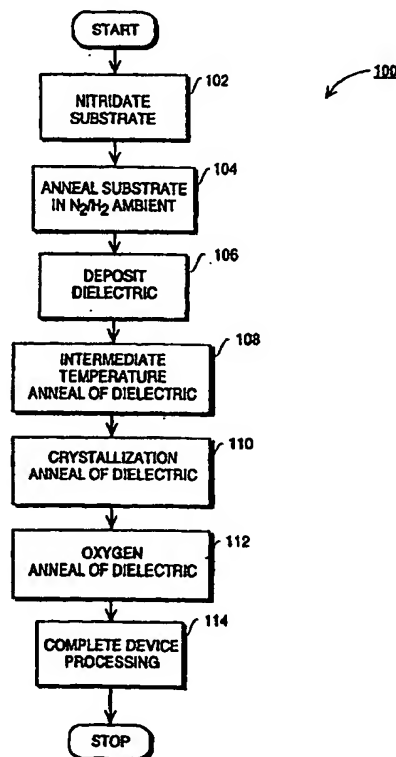 START
100
102
NITRIDATE
SUBSTRATE
104
ANNEAL SUBSTRATE
IN N₂/H₂ AMBIENT
106
DEPOSIT
DIELECTRIC
108
INTERMEDIATE
TEMPERATURE
ANNEAL OF DIELECTRIC
110
CRYSTALLIZATION
ANNEAL OF DIELECTRIC
112
OXYGEN
ANNEAL OF DIELECTRIC
114
COMPLETE DEVICE
PROCESSING
STOP